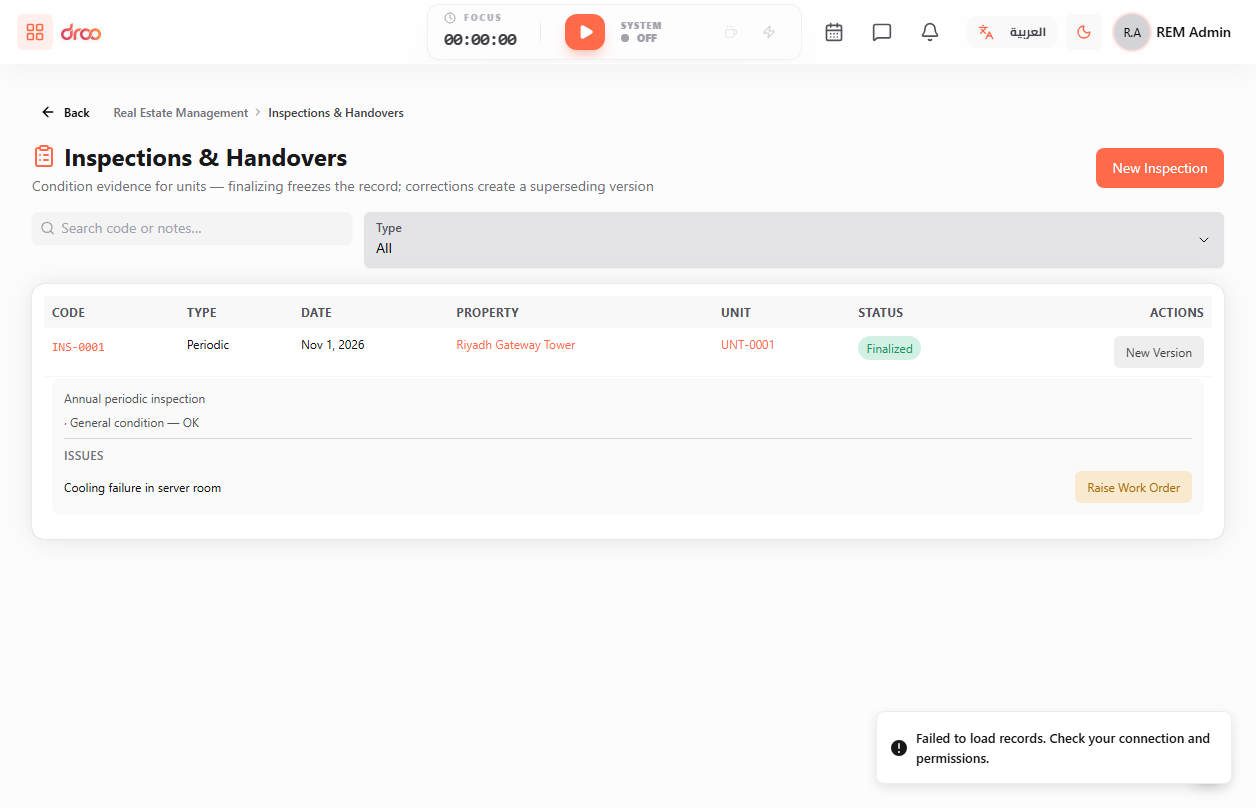 droo
FOCUS
00:00:00
SYSTEM
OFF
العربية
R.A
REM Admin
Back
Real Estate Management
Inspections & Handovers
Inspections & Handovers
Condition evidence for units — finalizing freezes the record; corrections create a superseding version
New Inspection
Search code or notes...
Type
All
CODE TYPE DATE PROPERTY UNIT STATUS ACTIONS
INS-0001 Periodic Nov 1, 2026 Riyadh Gateway Tower UNT-0001 Finalized New Version
Annual periodic inspection
· General condition — OK
ISSUES
Cooling failure in server room
Raise Work Order
Failed to load records. Check your connection and
permissions.